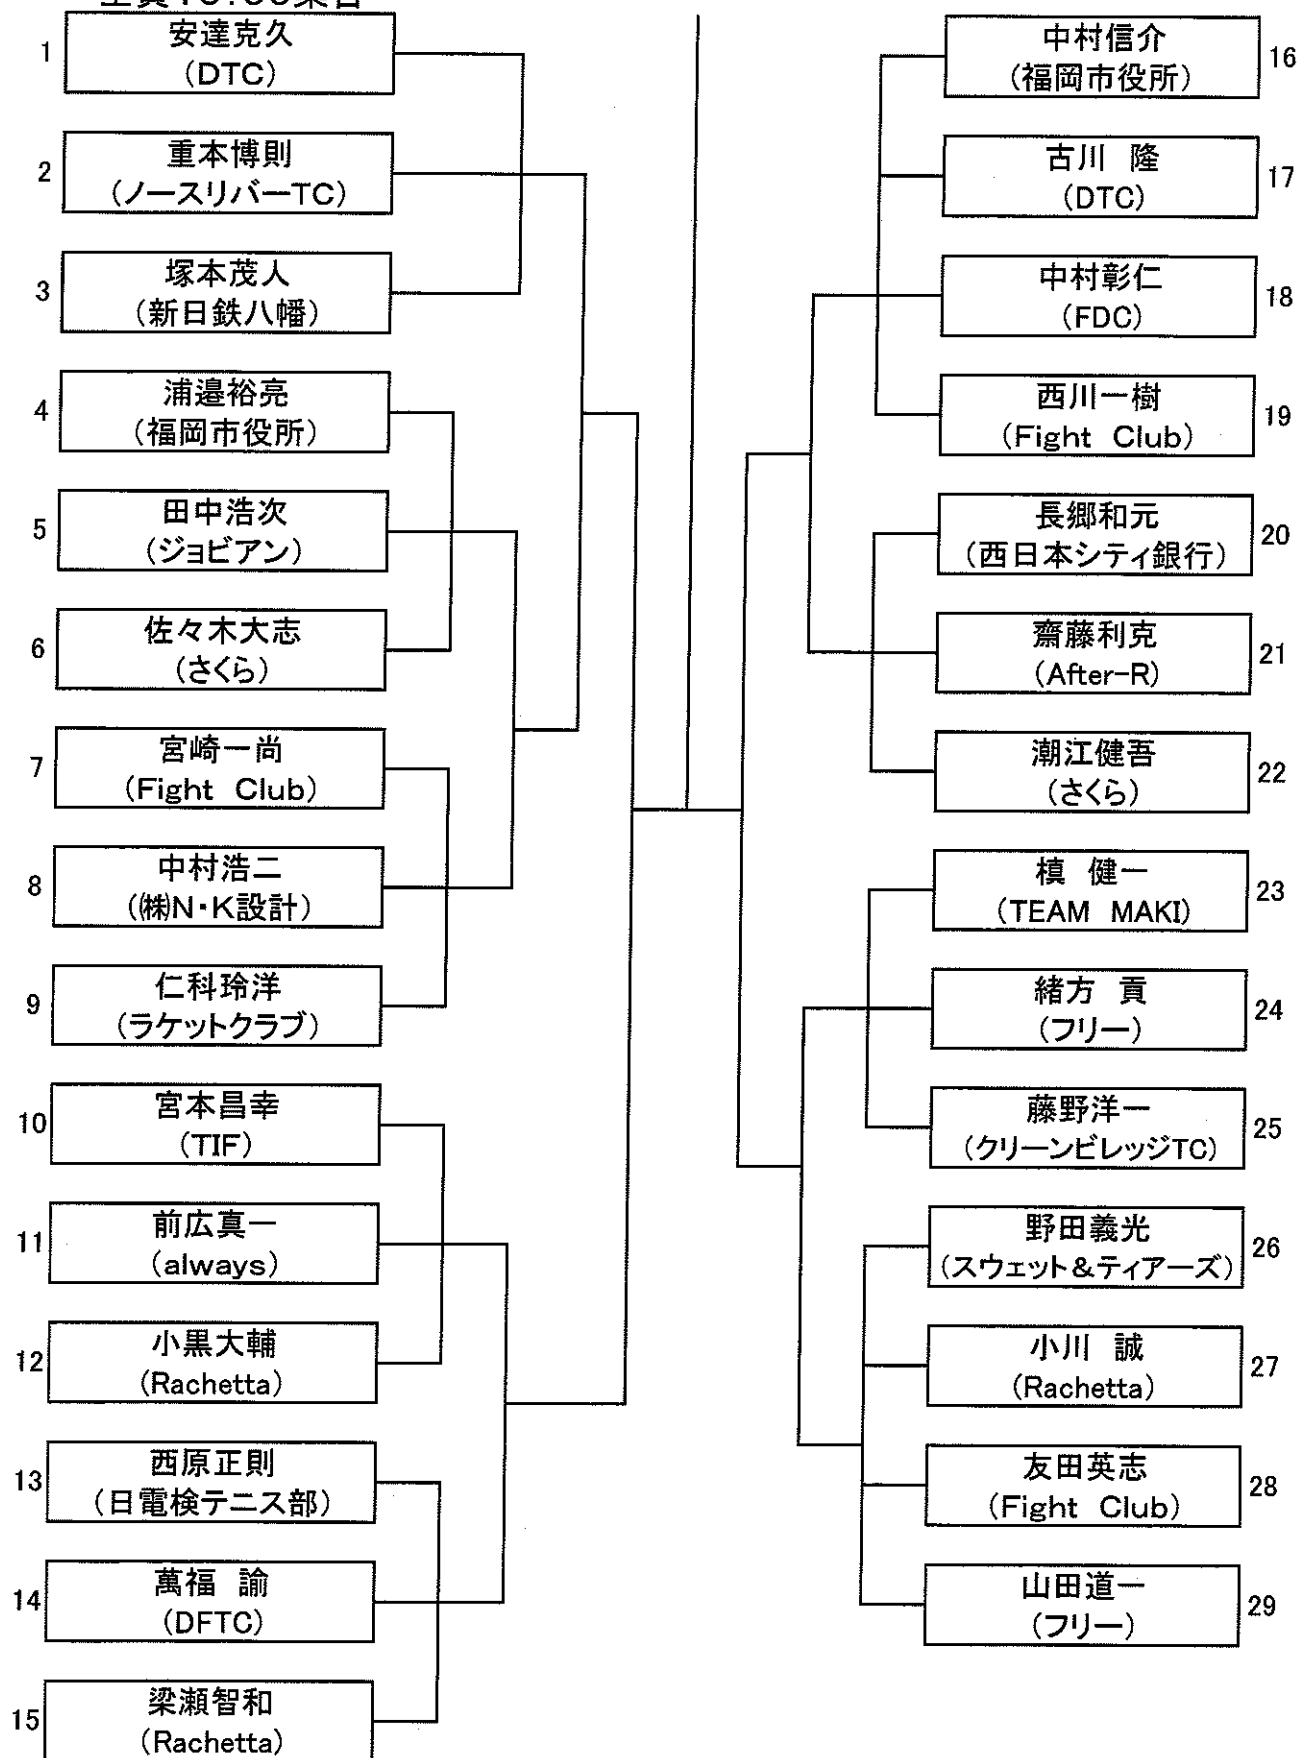 1
安達克久
(DTC)
2
重本博則
(ノースリバーTC)
3
塚本茂人
(新日鉄八幡)
4
浦邉裕亮
(福岡市役所)
5
田中浩次
(ジョビアン)
6
佐々木大志
(さくら)
7
宮崎一尚
(Fight Club)
8
中村浩二
(㈱N・K設計)
9
仁科玲洋
(ラケットクラブ)
10
宮本昌幸
(TIF)
11
前広真一
(always)
12
小黒大輔
(Rachetta)
13
西原正則
(日電検テニス部)
14
萬福 諭
(DFTC)
15
梁瀬智和
(Rachetta)
中村信介
(福岡市役所)
16
古川 隆
(DTC)
17
中村彰仁
(FDC)
18
西川一樹
(Fight Club)
19
長郷和元
(西日本シティ銀行)
20
齋藤利克
(After-R)
21
潮江健吾
(さくら)
22
槙 健一
(TEAM MAKI)
23
緒方 貢
(フリー)
24
藤野洋一
(クリーンビレッジTC)
25
野田義光
(スウェット&ティアーズ)
26
小川 誠
(Rachetta)
27
友田英志
(Fight Club)
28
山田道一
(フリー)
29